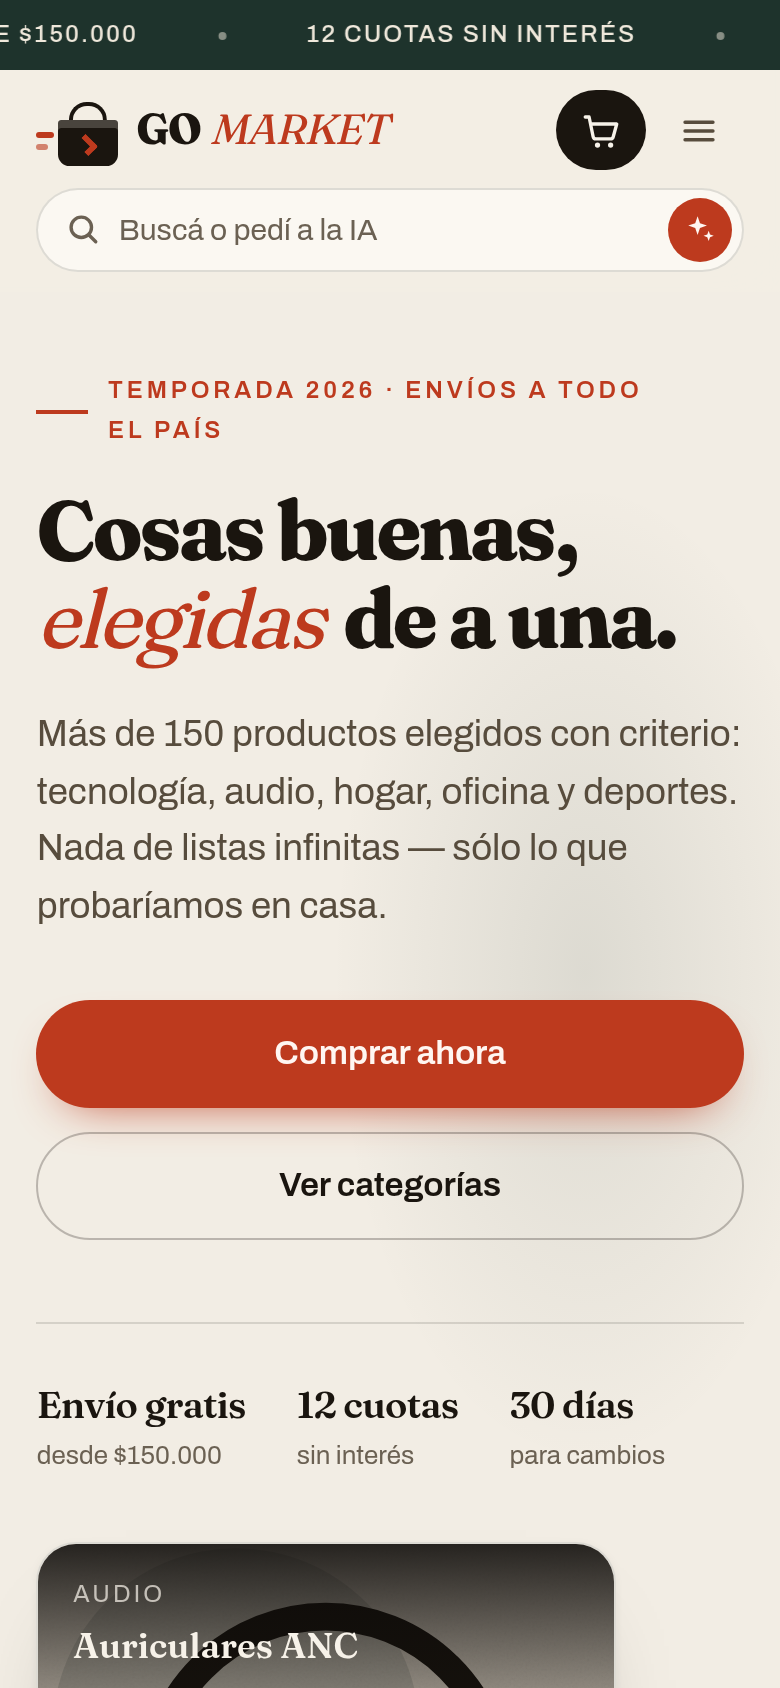 E $150.000 • 12 CUOTAS SIN INTERÉS •
GO MARKET
Buscá o pedí a la IA
TEMPORADA 2026 · ENVÍOS A TODO
EL PAÍS
Cosas buenas,
elegidas de a una.
Más de 150 productos elegidos con criterio:
tecnología, audio, hogar, oficina y deportes.
Nada de listas infinitas — sólo lo que
probaríamos en casa.
Comprar ahora
Ver categorías
Envío gratis
desde $150.000
12 cuotas
sin interés
30 días
para cambios
AUDIO
Auriculares ANC